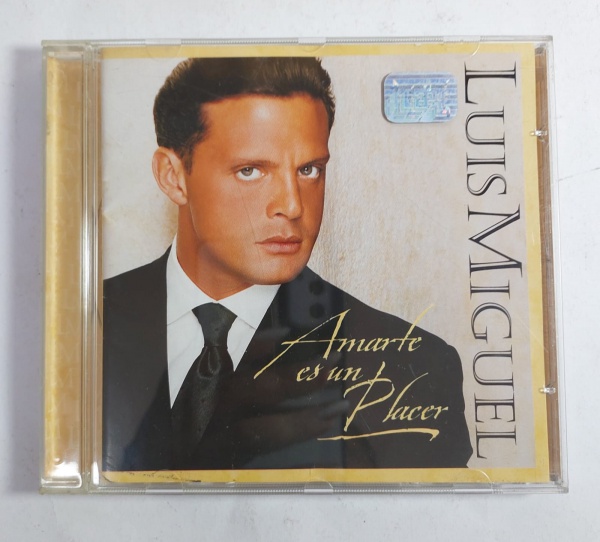 LUIS MIGUEL
Amarte
es un
Placer